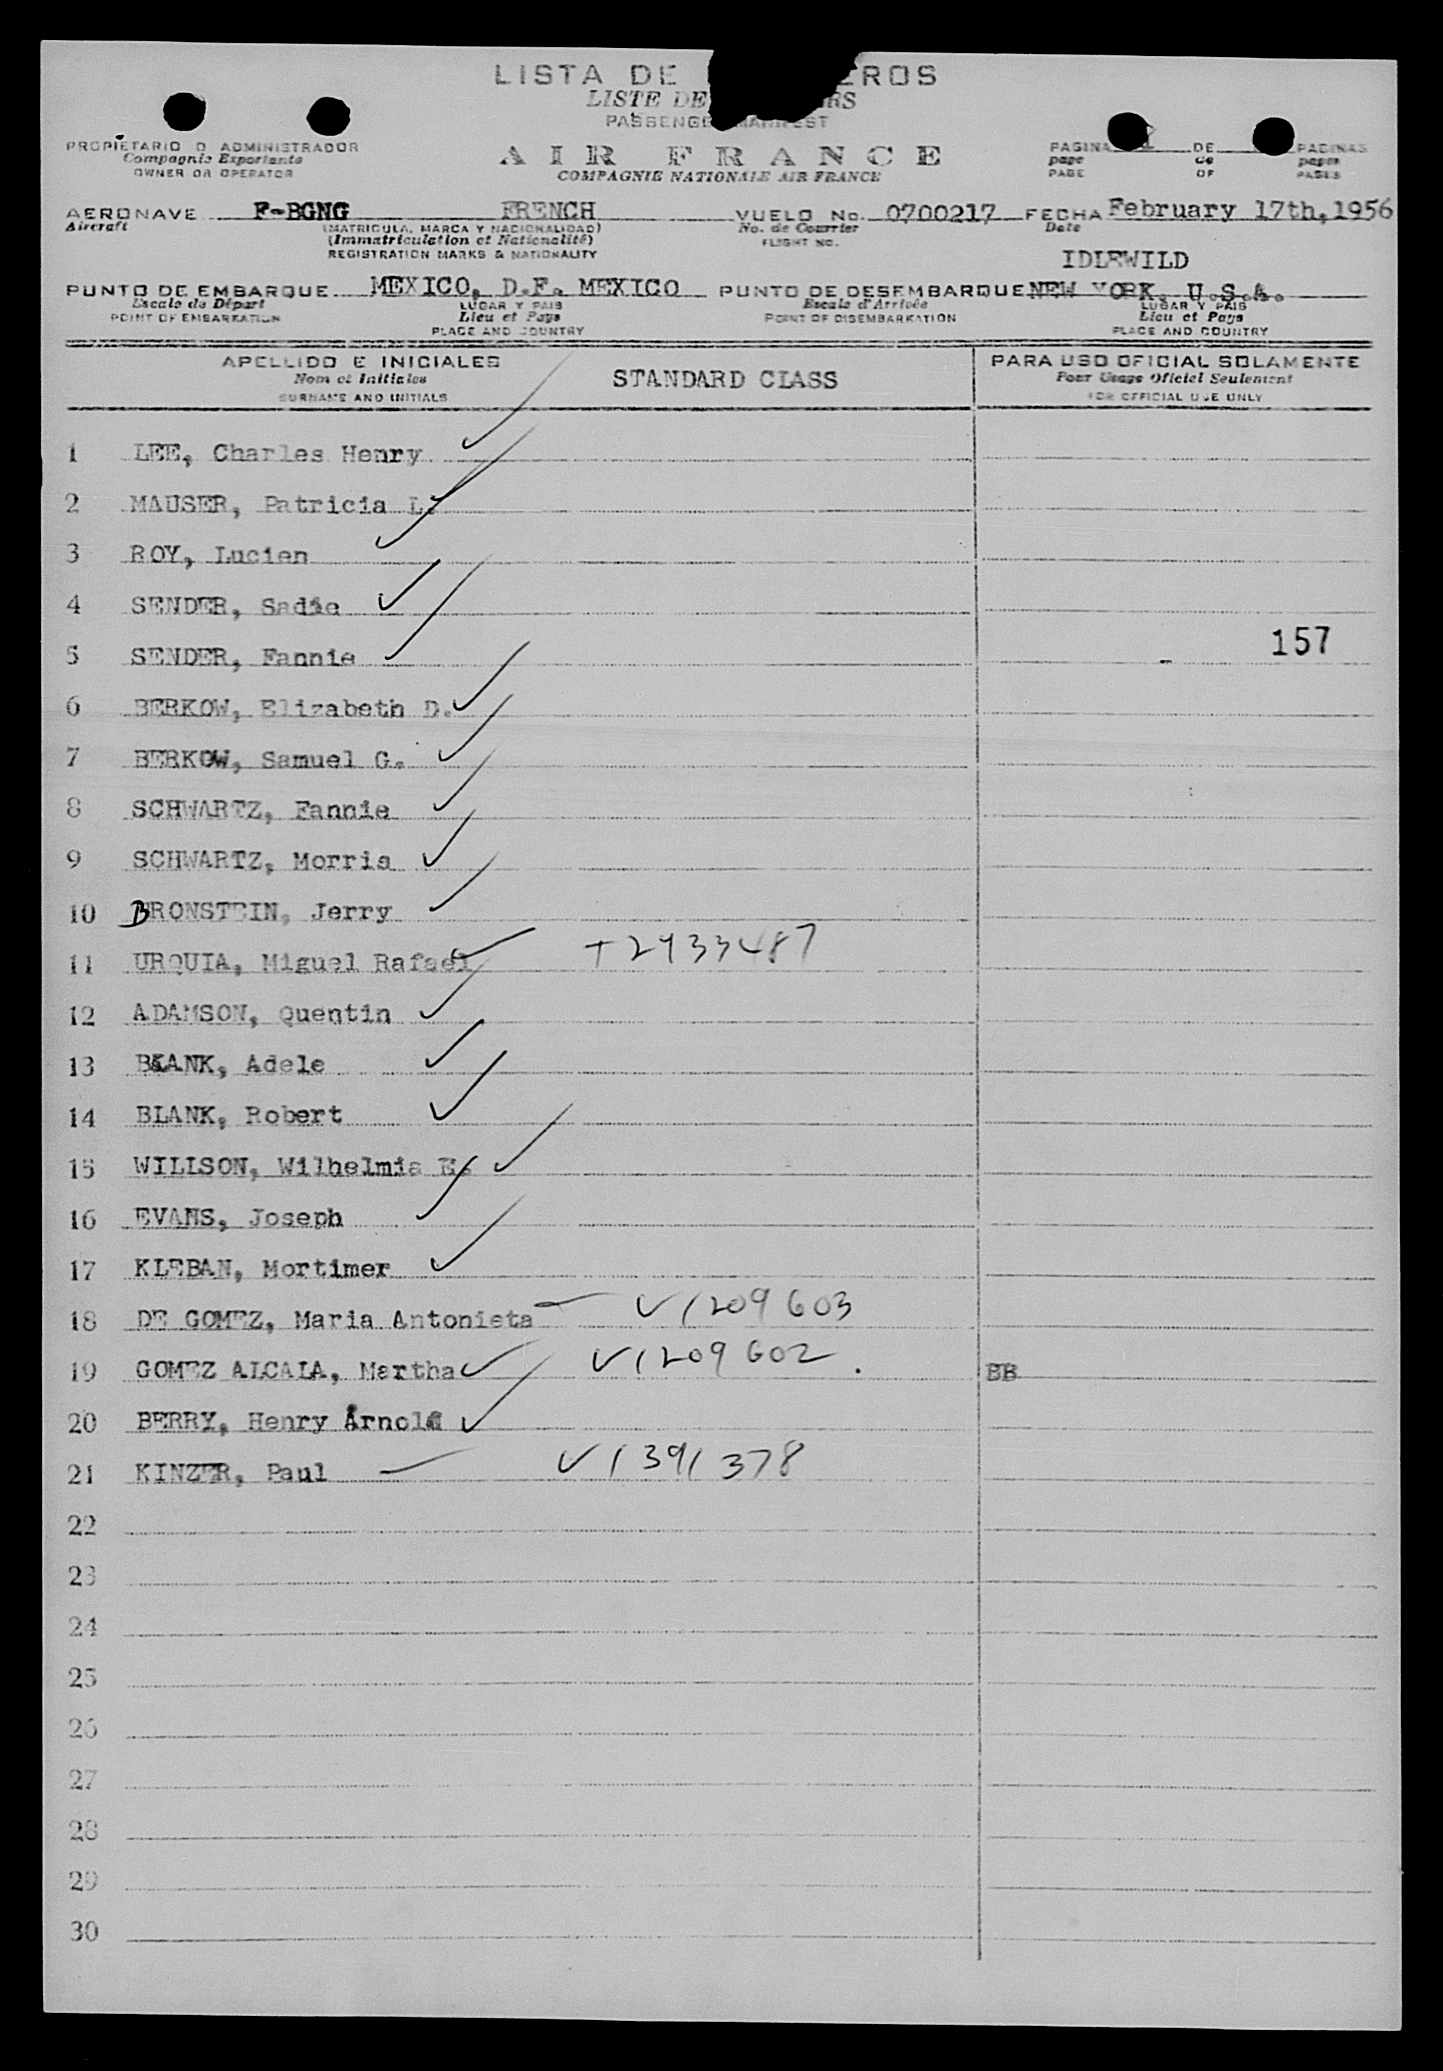 LISTA DE EROS
LISTE DE RS
PASSENGE MANIFEST
PROPIETARIO O ADMINISTRADOR
Compagnie Exportante
OWNER OR OPERATOR
AIR FRANCE
COMPAGNIE NATIONALE AIR FRANCE
PAGINA 1 DE PAGINAS
page de pages
PAGE OF PAGES
AERONAVE F-BGNG FRENCH VUELO No. 0700217 FECHA February 17th, 1956
Aircraft (MATRICULA, MARCA Y NACIONALIDAD) No. de Courrier Date
(Immatriculation et Nationalité) FLIGHT NO.
REGISTRATION MARKS & NATIONALITY
IDLEWILD
PUNTO DE EMBARQUE MEXICO, D.F. MEXICO PUNTO DE DESEMBARQUE NEW YORK, U.S.A.
Escale de Départ LUGAR Y PAIS Escale d'Arrivée LUGAR Y PAIS
POINT OF EMBARKATION Lieu et Pays POINT OF DISEMBARKATION Lieu et Pays
PLACE AND COUNTRY PLACE AND COUNTRY
APELLIDO E INICIALES STANDARD CLASS PARA USO OFICIAL SOLAMENTE
Nom et Initiales Pour Usage Officiel Seulement
SURNAME AND INITIALS FOR OFFICIAL USE ONLY
1 LEE, Charles Henry
2 MAUSER, Patricia L.
3 ROY, Lucien
4 SENDER, Sadie
5 SENDER, Fannie 157
6 BERKOW, Elizabeth D.
7 BERKOW, Samuel G.
8 SCHWARTZ, Fannie
9 SCHWARTZ, Morris
10 BRONSTEIN, Jerry
11 URQUIA, Miguel Rafael T2433487
12 ADAMSON, Quentin
13 BLANK, Adele
14 BLANK, Robert
15 WILLSON, Wilhelmia E.
16 EVANS, Joseph
17 KLEBAN, Mortimer
18 DE GOMEZ, Maria Antonieta V1209603
19 GOMEZ ALCALA, Martha V1209602. BB
20 BERRY, Henry Arnold
21 KINZER, Paul V1391378
22
23
24
25
26
27
28
29
30